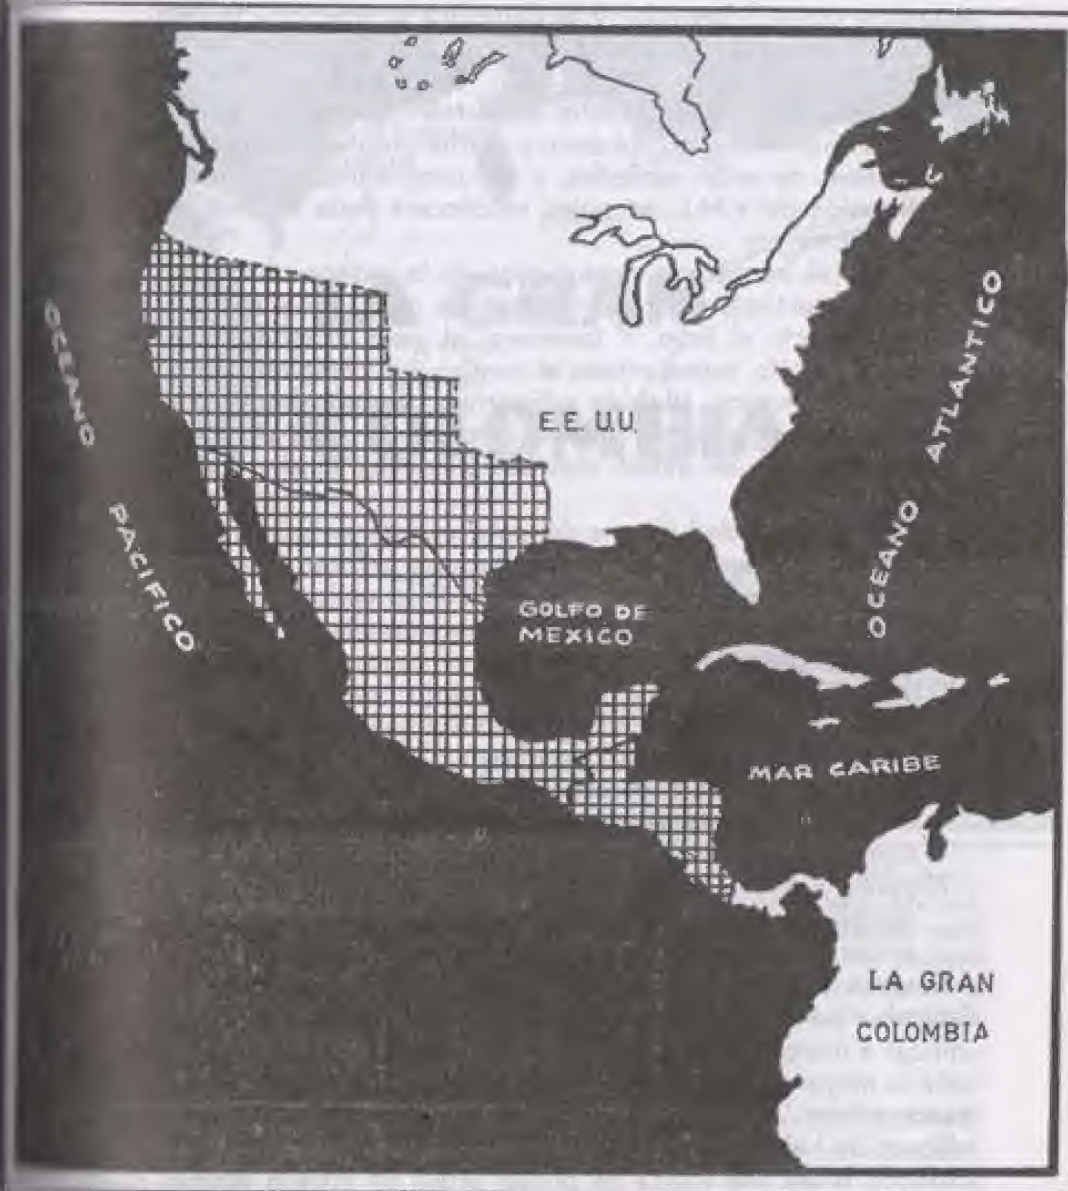 OCEANO
PACIFICO
E.E. U.U.
OCEANO ATLANTICO
GOLFO DE
MEXICO
MAR CARIBE
LA GRAN
COLOMBIA